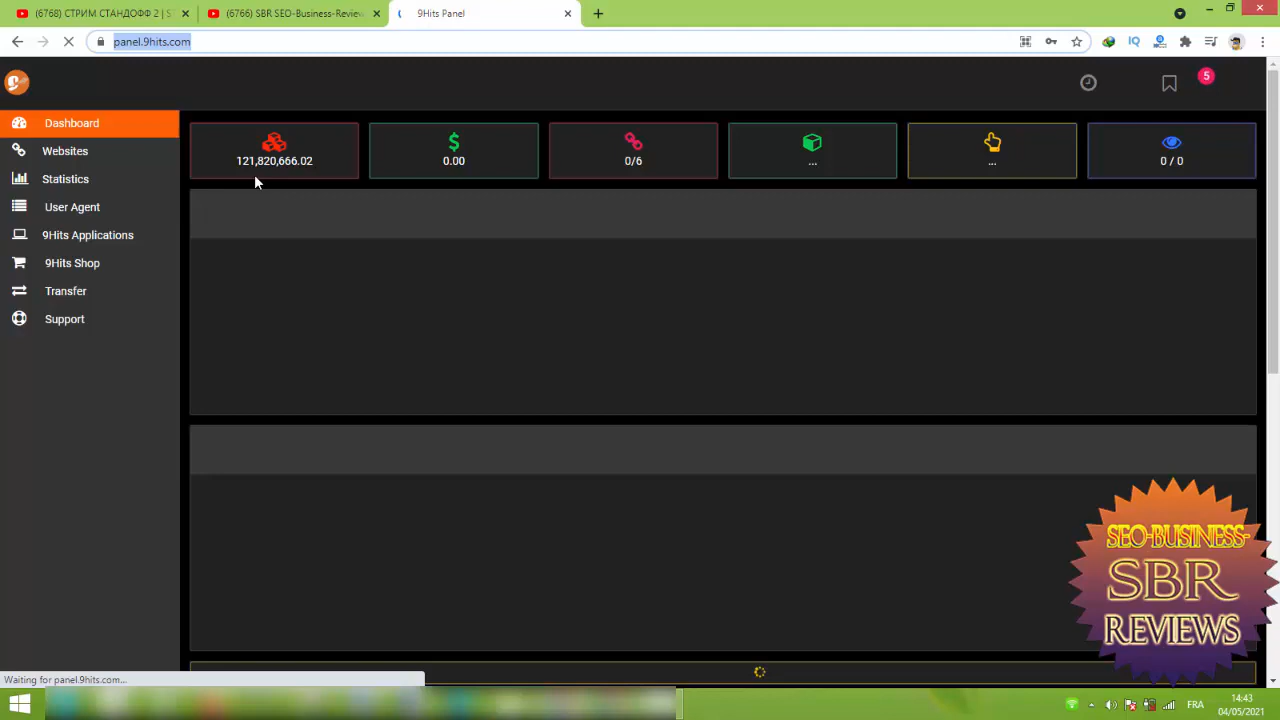 (6768) СТРИМ СТАНДОФФ 2 | S
(6766) SBR SEO-Business-Review
9Hits Panel
panel.9hits.com
5
Dashboard
Websites
Statistics
User Agent
9Hits Applications
9Hits Shop
Transfer
Support
121,820,666.02
0.00
0/6
...
...
0 / 0
SEO-BUSINESS-
SBR
REVIEWS
Waiting for panel.9hits.com...
FRA
14:43
04/05/2021